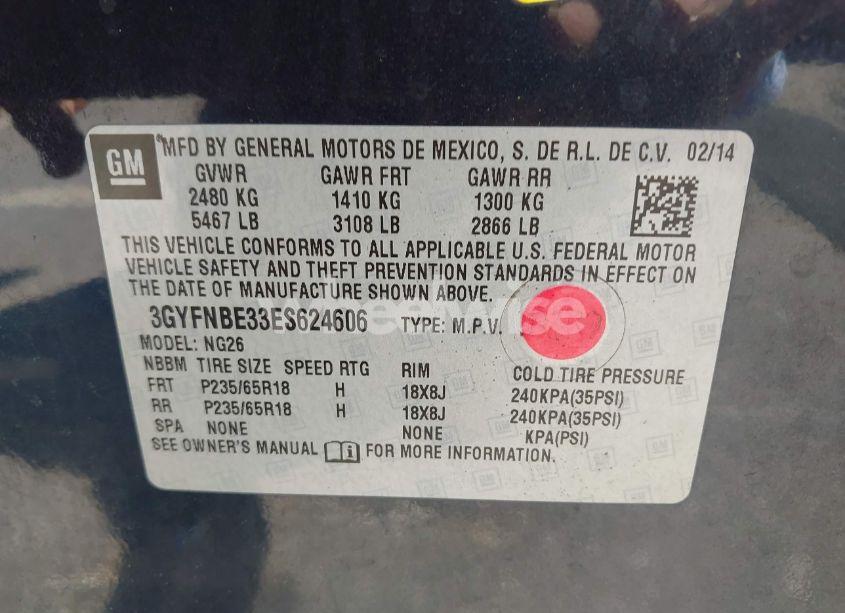 GM
MFD BY GENERAL MOTORS DE MEXICO, S. DE R.L. DE C.V. 02/14
GVWR GAWR FRT GAWR RR
2480 KG 1410 KG 1300 KG
5467 LB 3108 LB 2866 LB
THIS VEHICLE CONFORMS TO ALL APPLICABLE U.S. FEDERAL MOTOR
VEHICLE SAFETY AND THEFT PREVENTION STANDARDS IN EFFECT ON
THE DATE OF MANUFACTURE SHOWN ABOVE.
3GYFNBE33ES624606 TYPE: M.P.V.
MODEL: NG26
NBBM TIRE SIZE SPEED RTG RIM COLD TIRE PRESSURE
FRT P235/65R18 H 18X8J 240KPA(35PSI)
RR P235/65R18 H 18X8J 240KPA(35PSI)
SPA NONE NONE KPA(PSI)
SEE OWNER'S MANUAL i FOR MORE INFORMATION.